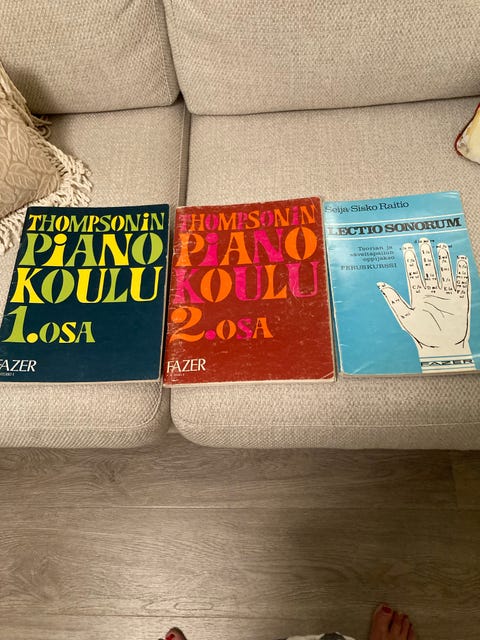 THOMPSONIN
PIANO
KOULU
1.OSA
FAZER
THOMPSONIN
PIANO
KOULU
2.OSA
FAZER
Seija-Sisko Raitio
LECTIO SONORUM
Teorian ja
säveltapailun
oppijakso
PERUSKURSSI
FAZER